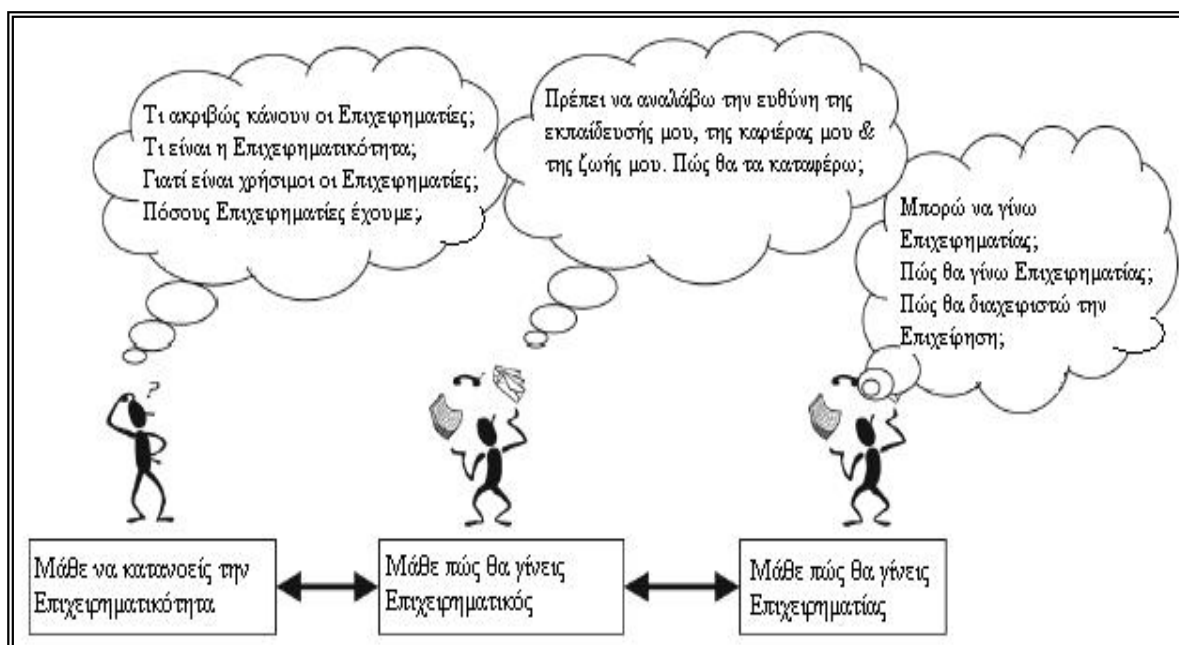 Τι ακριβώς κάνουν οι Επιχειρηματίες;
Τι είναι η Επιχειρηματικότητα;
Γιατί είναι χρήσιμοι οι Επιχειρηματίες;
Πόσους Επιχειρηματίες έχουμε;
Πρέπει να αναλάβω την ευθύνη της
εκπαίδευσής μου, της καριέρας μου &
της ζωής μου. Πώς θα τα καταφέρω;
Μπορώ να γίνω
Επιχειρηματίας;
Πώς θα γίνω Επιχειρηματίας;
Πώς θα διαχειριστώ την
Επιχείρηση;
?
Μάθε να κατανοείς την
Επιχειρηματικότητα
Μάθε πώς θα γίνεις
Επιχειρηματικός
Μάθε πώς θα γίνεις
Επιχειρηματίας